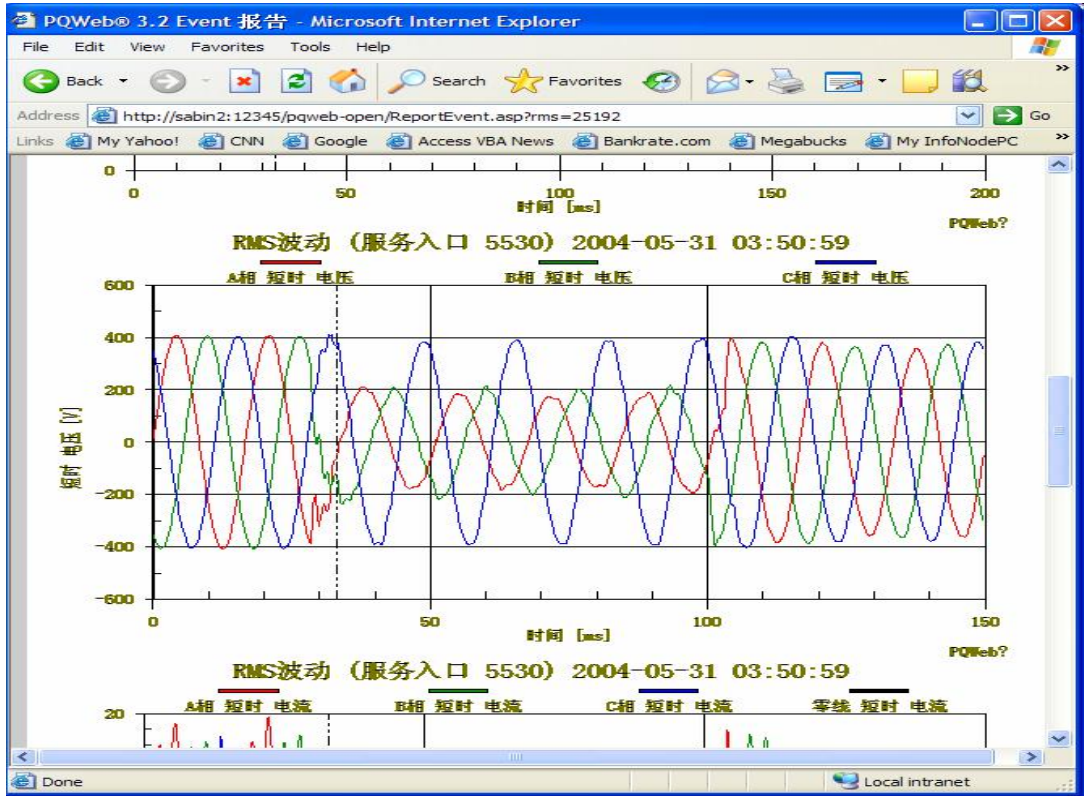 PQWeb® 3.2 Event 报告 - Microsoft Internet Explorer
File Edit View Favorites Tools Help
Back Search Favorites
Address http://sabin2:12345/pqweb-open/ReportEvent.asp?rms=25192 Go
Links My Yahoo! CNN Google Access VBA News Bankrate.com Megabucks My InfoNodePC
0
0 50 100 150 200
时间 [ms]
PQWeb?
RMS波动 (服务入口 5530) 2004-05-31 03:50:59
A相 短时 电压 B相 短时 电压 C相 短时 电压
600
400
200
0
-200
-400
-600
短时 电压 [V]
0 50 100 150
时间 [ms]
PQWeb?
RMS波动 (服务入口 5530) 2004-05-31 03:50:59
A相 短时 电流 B相 短时 电流 C相 短时 电流 零线 短时 电流
20
Done Local intranet